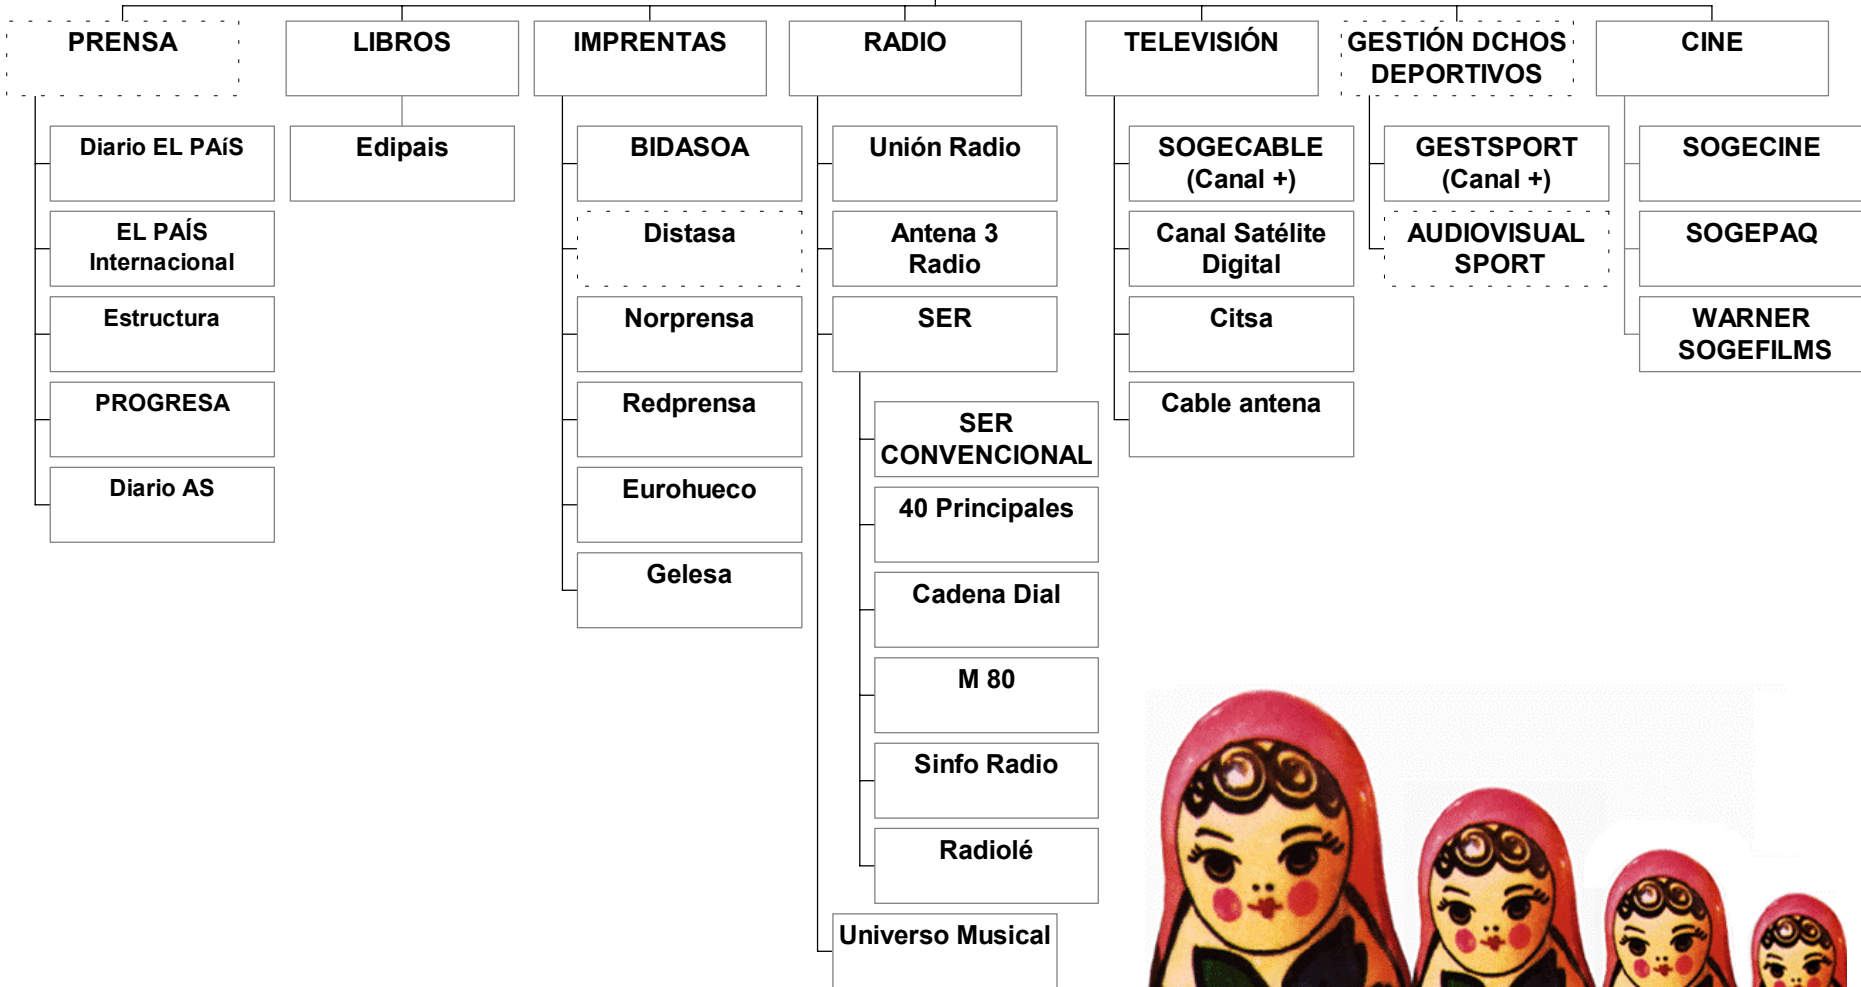 PRENSA
Diario EL PAíS
EL PAÍS
Internacional
Estructura
PROGRESA
Diario AS
LIBROS
Edipais
IMPRENTAS
BIDASOA
Distasa
Norprensa
Redprensa
Eurohueco
Gelesa
RADIO
Unión Radio
Antena 3
Radio
SER
SER
CONVENCIONAL
40 Principales
Cadena Dial
M 80
Sinfo Radio
Radiolé
Universo Musical
TELEVISIÓN
SOGECABLE
(Canal +)
Canal Satélite
Digital
Citsa
Cable antena
GESTIÓN DCHOS
DEPORTIVOS
GESTSPORT
(Canal +)
AUDIOVISUAL
SPORT
CINE
SOGECINE
SOGEPAQ
WARNER
SOGEFILMS